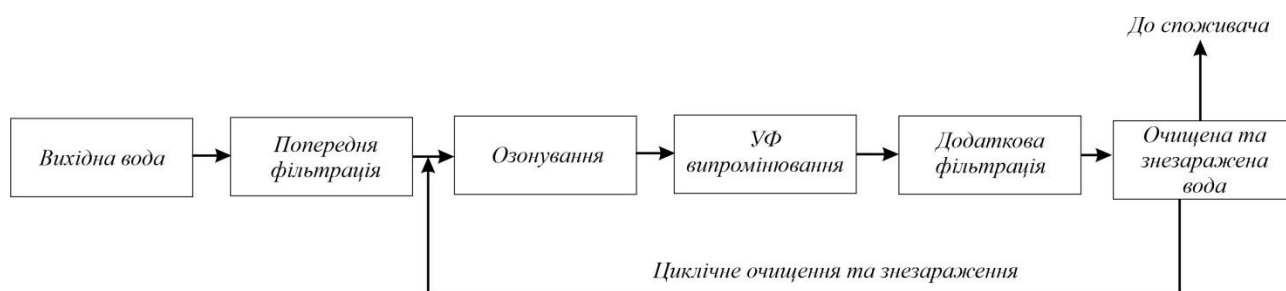 До споживача
Вихідна вода
Попередня
фільтрація
Озонування
УФ
випромінювання
Додаткова
фільтрація
Очищена та
знезаражена
вода
Циклічне очищення та знезараження